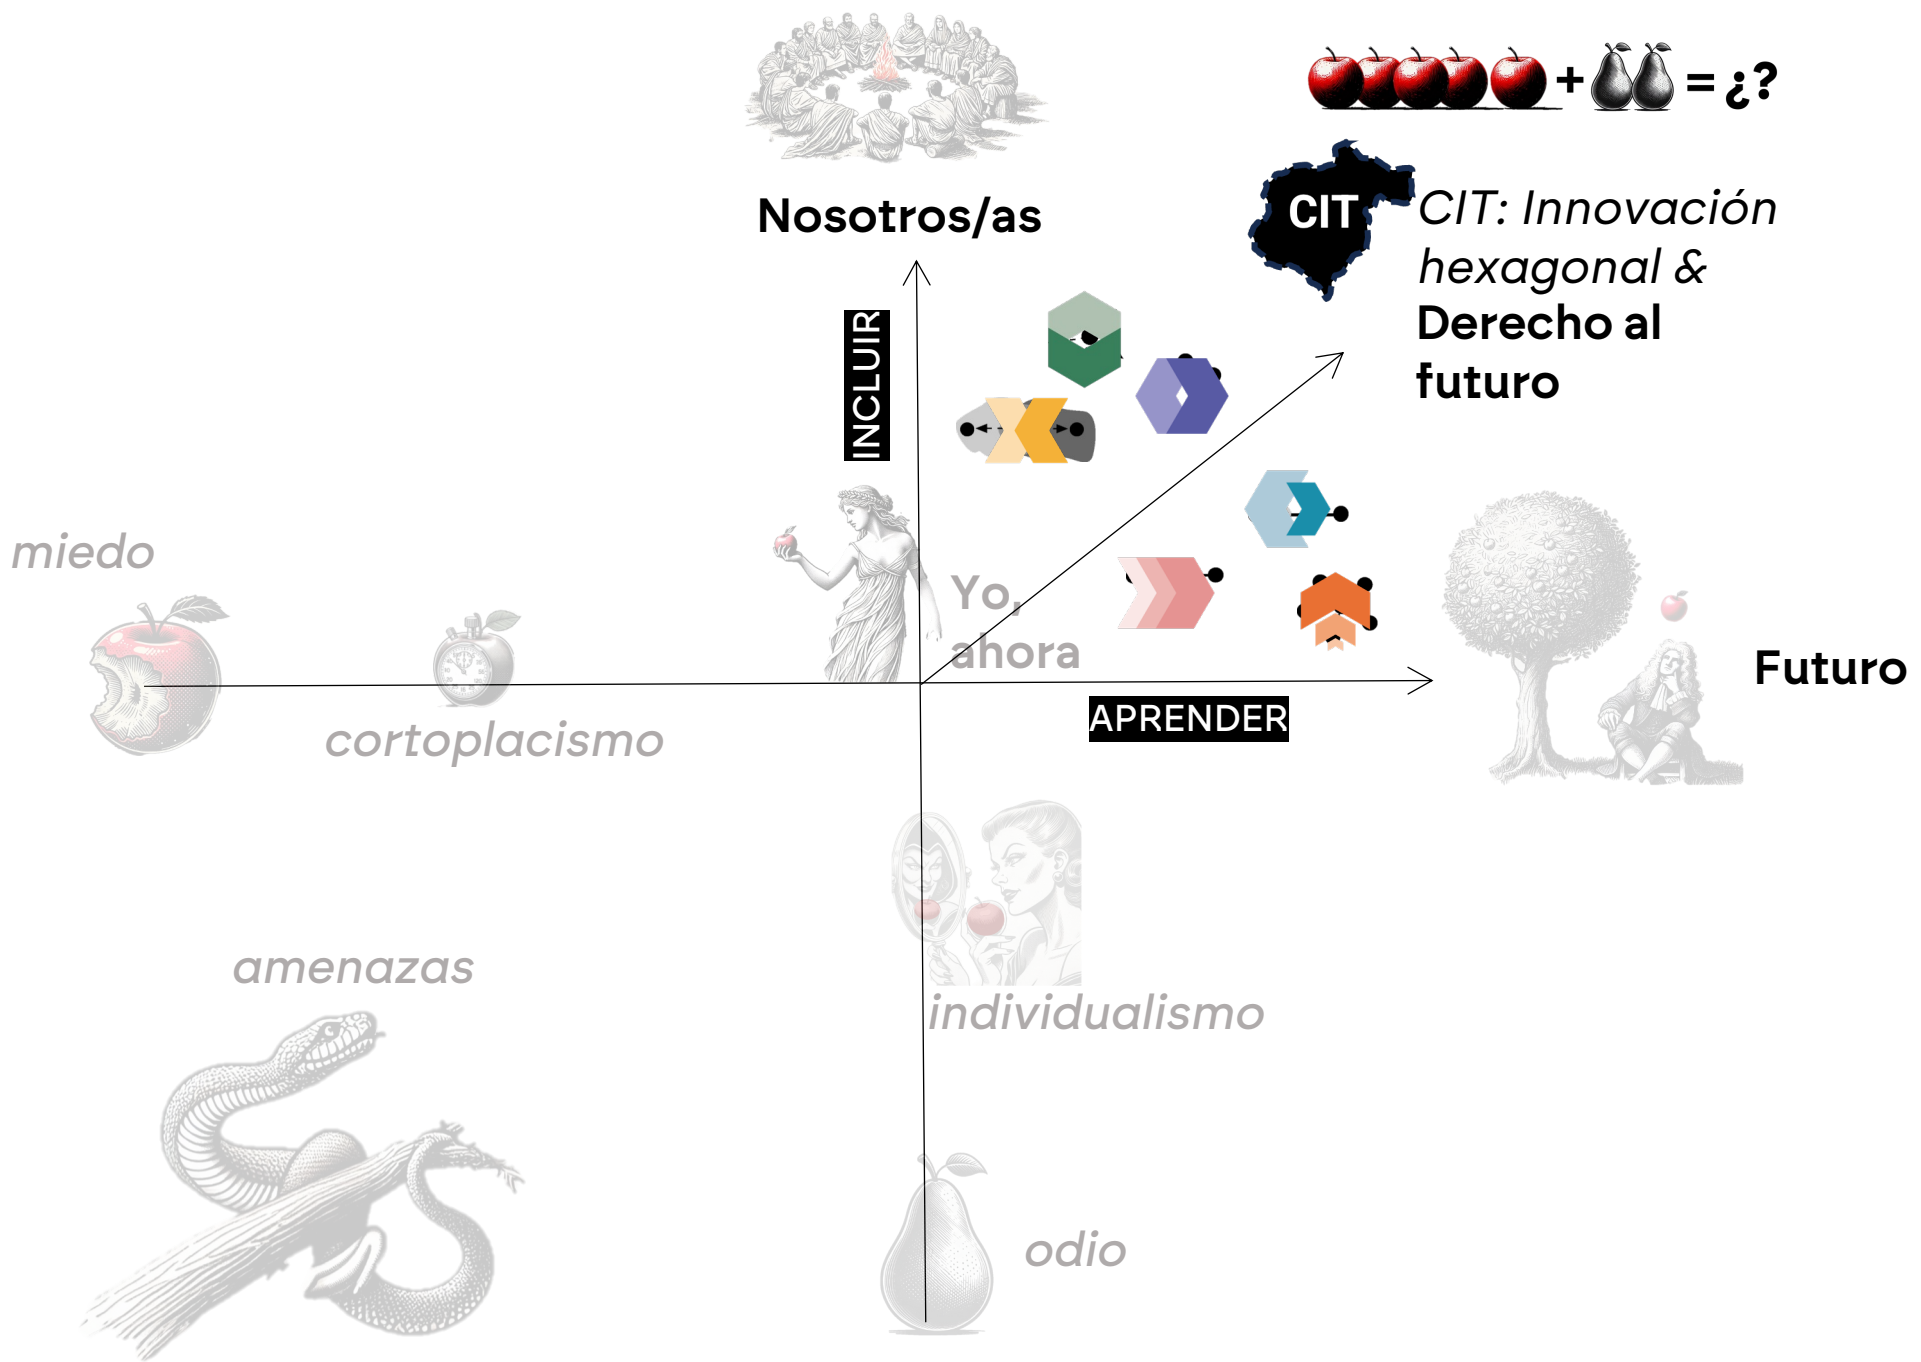 + = ¿?
CIT
CIT: Innovación
hexagonal &
Derecho al
futuro
Nosotros/as
INCLUIR
miedo
Yo,
ahora
Futuro
APRENDER
cortoplacismo
amenazas
individualismo
odio